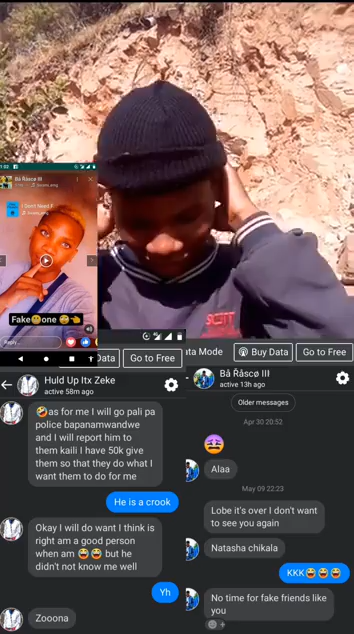 Bå Råscø III
I Don't Need F
Fake😬one 😂👈
Reply...
Data
Go to Free
Huld Up Itx Zeke
active 58m ago
🤣as for me I will go pali pa
police bapanamwandwe
and I will report him to
them kaili I have 50k give
them so that they do what I
want them to do for me
He is a crook
Okay I will do want I think is
right am a good person
when am 😂😂 but he
didn't not know me well
Yh
Zooona
SCOTT
ata Mode
Buy Data
Go to Free
Bå Råscø III
active 13h ago
Older messages
Apr 30 20:52
😩
Alaa
May 09 22:23
Lobe it's over I don't want
to see you again
Natasha chikala
KKK😂😂😂
No time for fake friends like
you